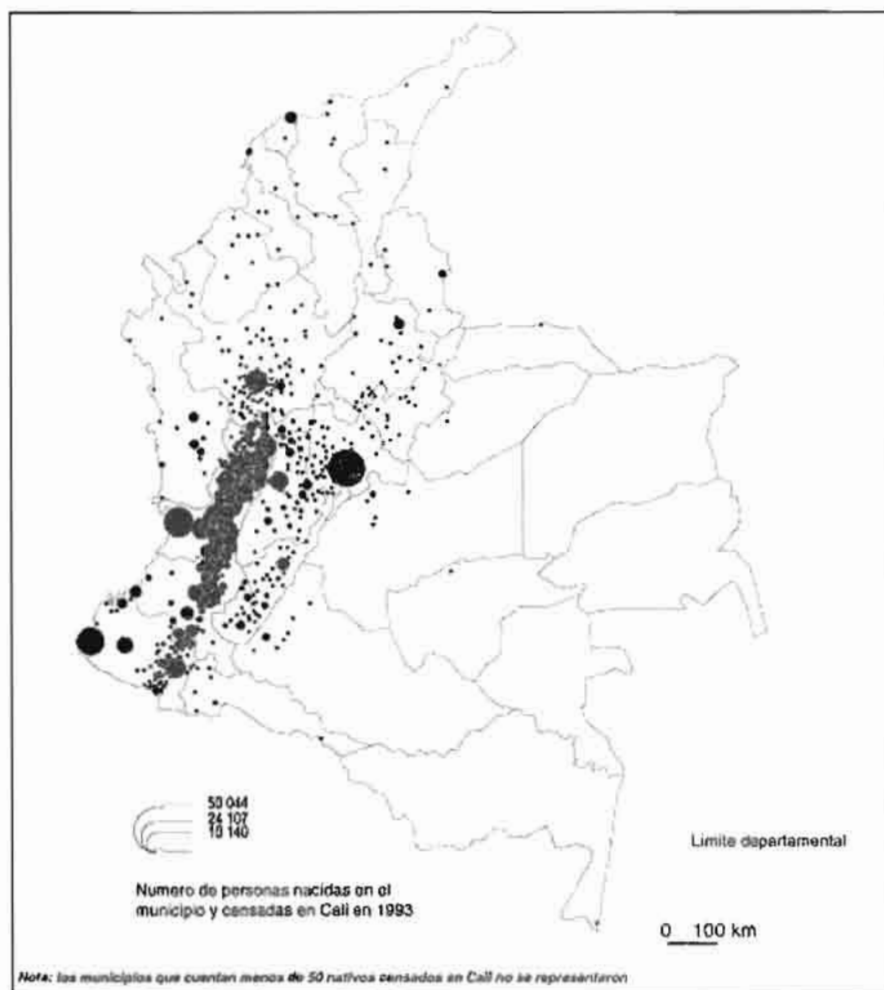 50 044
24 107
10 140
Limite departamental
Numero de personas nacidas en el
municipio y censadas en Cali en 1993
0 100 km
Nota: los municipios que cuentan menos de 50 nativos censados en Cali no se representaron